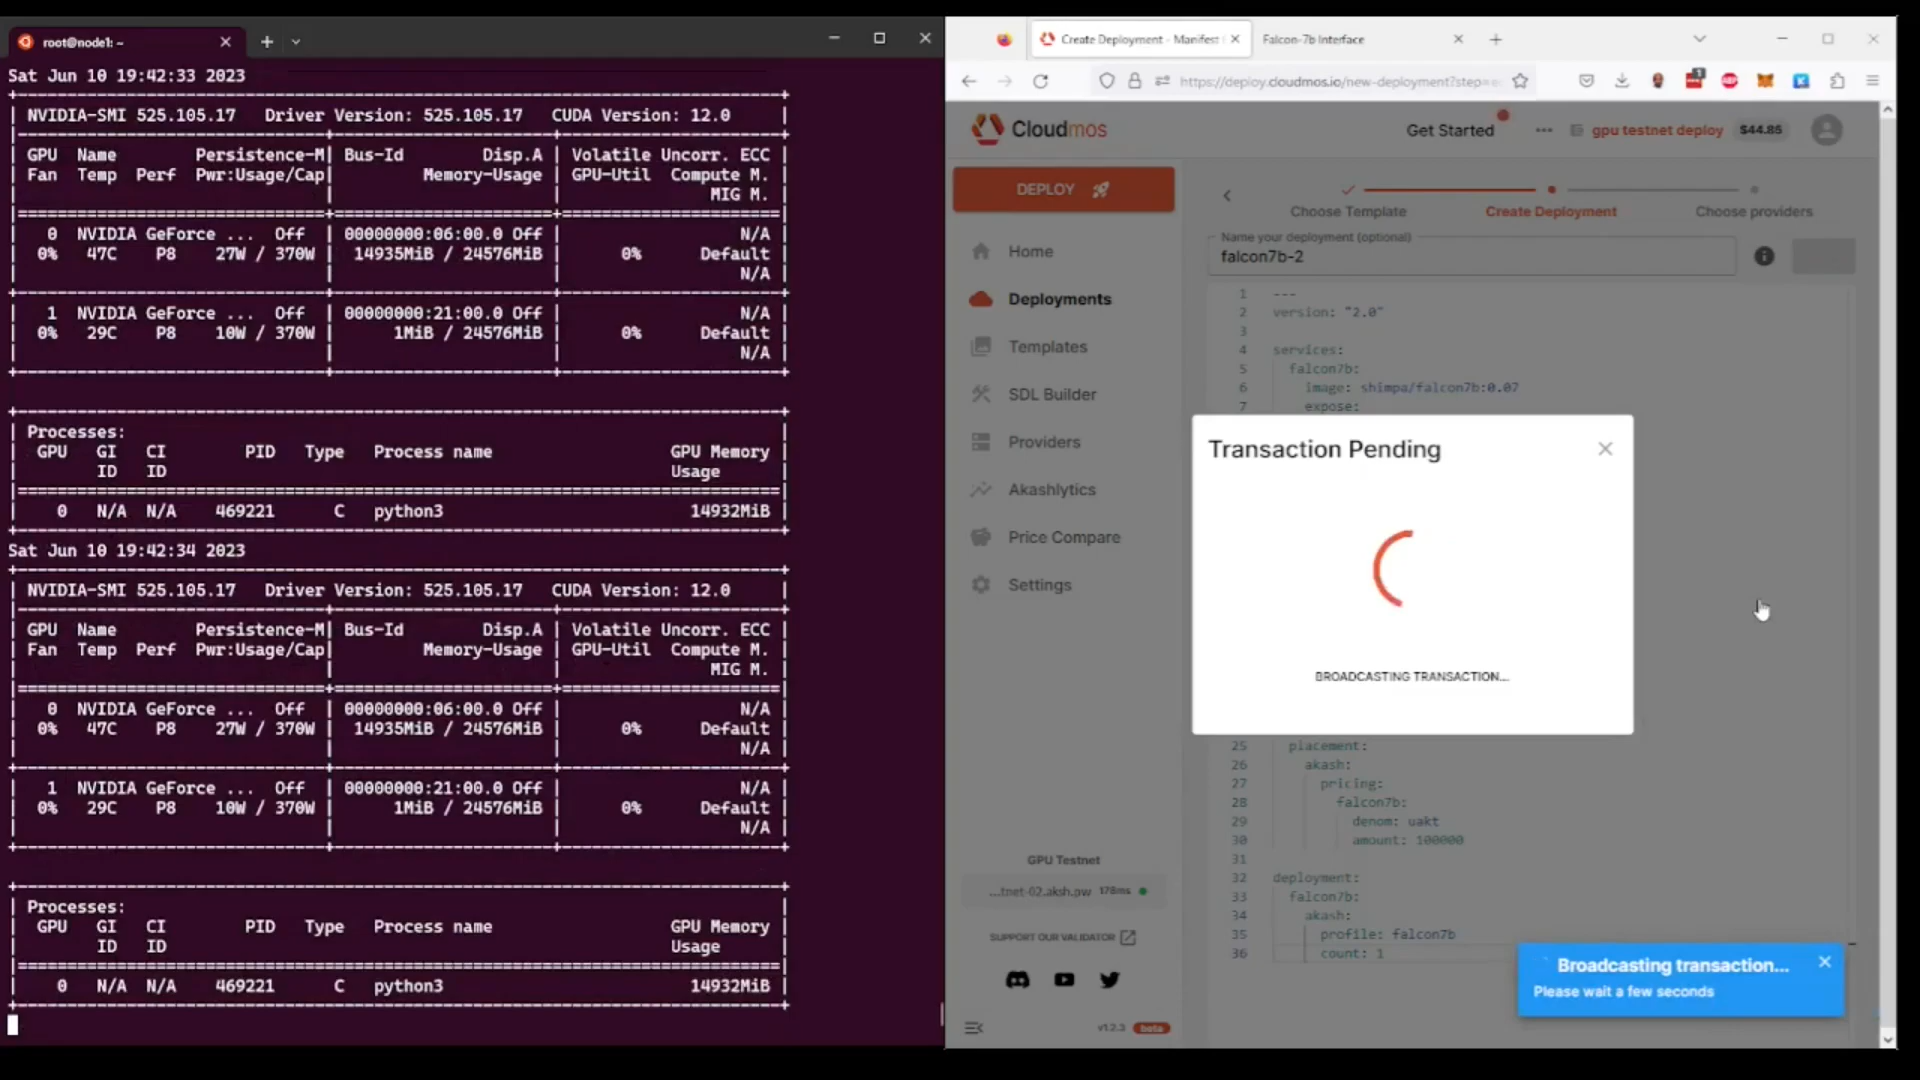 root@node1: ~
Sat Jun 10 19:42:33 2023
NVIDIA-SMI 525.105.17 Driver Version: 525.105.17 CUDA Version: 12.0
GPU Name Persistence-M| Bus-Id Disp.A | Volatile Uncorr. ECC
Fan Temp Perf Pwr:Usage/Cap| Memory-Usage | GPU-Util Compute M.
MIG M.
0 NVIDIA GeForce ... Off | 00000000:06:00.0 Off | N/A
0% 47C P8 27W / 370W | 14935MiB / 24576MiB | 0% Default
N/A
1 NVIDIA GeForce ... Off | 00000000:21:00.0 Off | N/A
0% 29C P8 10W / 370W | 1MiB / 24576MiB | 0% Default
N/A
Processes:
GPU GI CI PID Type Process name GPU Memory
ID ID Usage
0 N/A N/A 469221 C python3 14932MiB
Sat Jun 10 19:42:34 2023
NVIDIA-SMI 525.105.17 Driver Version: 525.105.17 CUDA Version: 12.0
GPU Name Persistence-M| Bus-Id Disp.A | Volatile Uncorr. ECC
Fan Temp Perf Pwr:Usage/Cap| Memory-Usage | GPU-Util Compute M.
MIG M.
0 NVIDIA GeForce ... Off | 00000000:06:00.0 Off | N/A
0% 47C P8 27W / 370W | 14935MiB / 24576MiB | 0% Default
N/A
1 NVIDIA GeForce ... Off | 00000000:21:00.0 Off | N/A
0% 29C P8 10W / 370W | 1MiB / 24576MiB | 0% Default
N/A
Processes:
GPU GI CI PID Type Process name GPU Memory
ID ID Usage
0 N/A N/A 469221 C python3 14932MiB
Create Deployment - Manifest
Falcon-7b Interface
https://deploy.cloudmos.io/new-deployment?step=
Cloudmos
Get Started
gpu testnet deploy
$44.85
DEPLOY
Home
Deployments
Templates
SDL Builder
Providers
Akashlytics
Price Compare
Settings
GPU Testnet
...tnet-02.aksh.pw 178ms
SUPPORT OUR VALIDATOR
v1.2.3 beta
Choose Template
Create Deployment
Choose providers
Name your deployment (optional)
falcon7b-2
1 ---
2 version: "2.0"
3
4 services:
5 falcon7b:
6 image: shimpa/falcon7b:0.07
7 expose:
Transaction Pending
BROADCASTING TRANSACTION...
25 placement:
26 akash:
27 pricing:
28 falcon7b:
29 denom: uakt
30 amount: 100000
31
32 deployment:
33 falcon7b:
34 akash:
35 profile: falcon7b
36 count: 1
Broadcasting transaction...
Please wait a few seconds